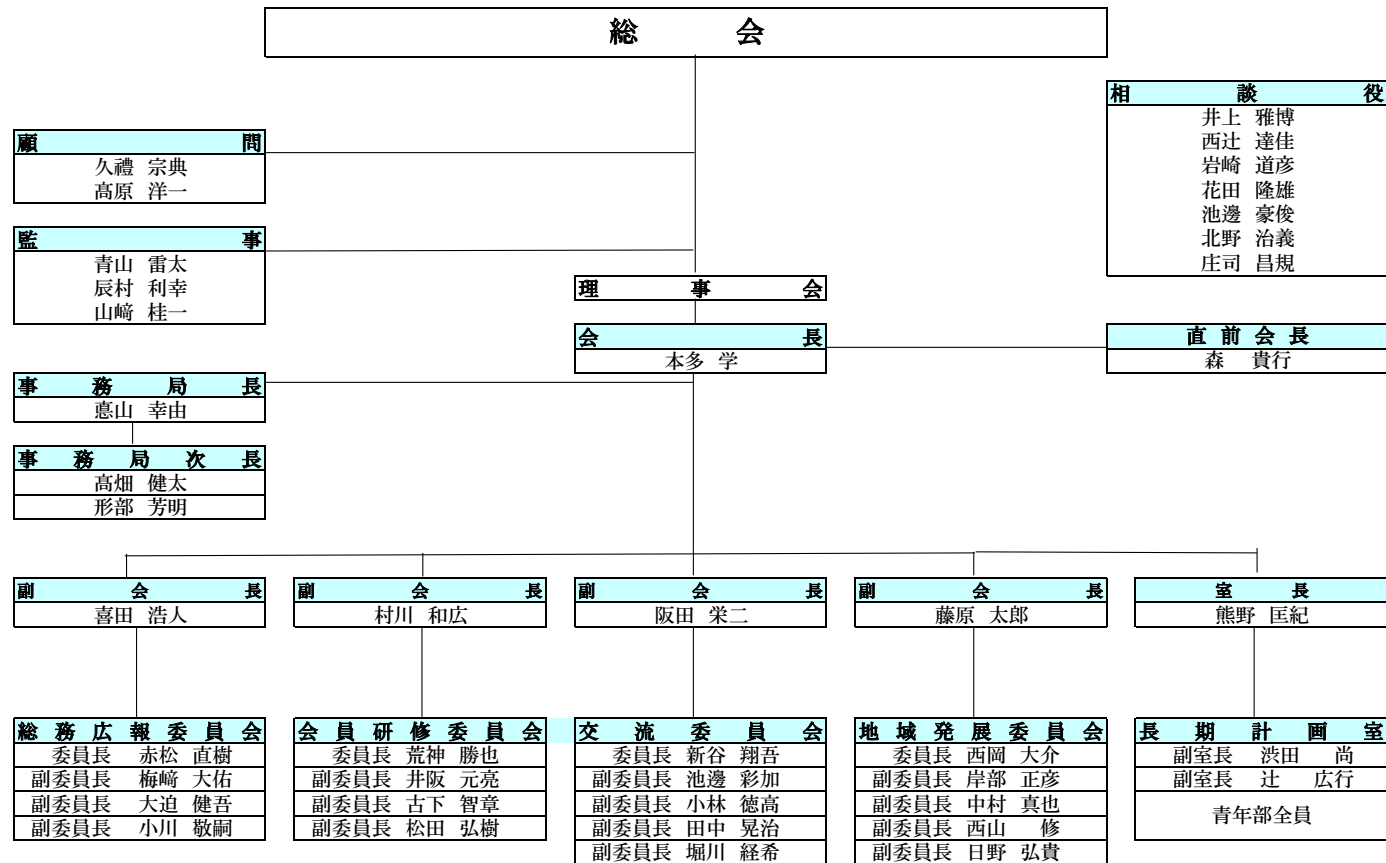 総会
相談役
井上 雅博
西辻 達佳
岩崎 道彦
花田 隆雄
池邊 豪俊
北野 治義
庄司 昌規
顧問
久禮 宗典
髙原 洋一
監事
青山 雷太
辰村 利幸
山﨑 桂一
理事会
会長
本多 学
直前会長
森 貴行
事務局長
惪山 幸由
事務局次長
髙畑 健太
形部 芳明
副会長
喜田 浩人
副会長
村川 和広
副会長
阪田 栄二
副会長
藤原 太郎
室長
熊野 匡紀
総務広報委員会
委員長 赤松 直樹
副委員長 梅﨑 大佑
副委員長 大迫 健吾
副委員長 小川 敬嗣
会員研修委員会
委員長 荒神 勝也
副委員長 井阪 元亮
副委員長 古下 智章
副委員長 松田 弘樹
交流委員会
委員長 新谷 翔吾
副委員長 池邊 彩加
副委員長 小林 徳高
副委員長 田中 晃治
副委員長 堀川 経希
地域発展委員会
委員長 西岡 大介
副委員長 岸部 正彦
副委員長 中村 真也
副委員長 西山 修
副委員長 日野 弘貴
長期計画室
副室長 渋田 尚
副室長 辻 広行
青年部全員